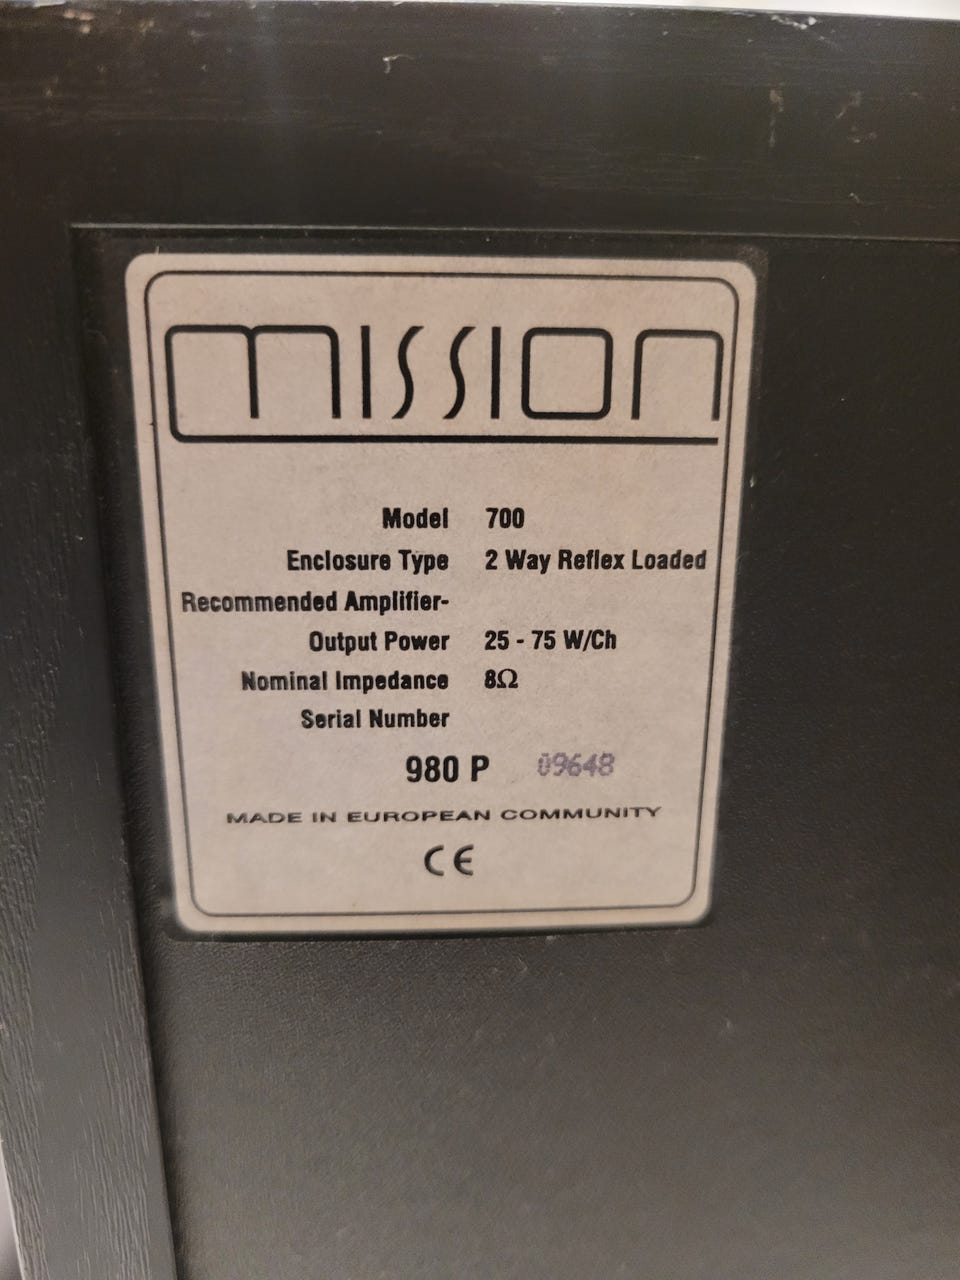 mission
Model 700
Enclosure Type 2 Way Reflex Loaded
Recommended Amplifier-
Output Power 25 - 75 W/Ch
Nominal Impedance 8Ω
Serial Number
980 P 09648
MADE IN EUROPEAN COMMUNITY
CE